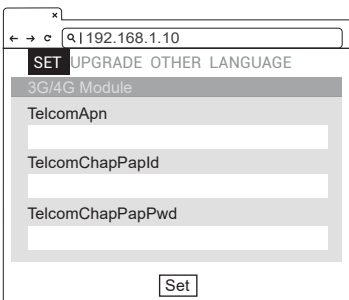 ×
192.168.1.10
SET UPGRADE OTHER LANGUAGE
3G/4G Module
TelcomApn
TelcomChapPapId
TelcomChapPapPwd
Set